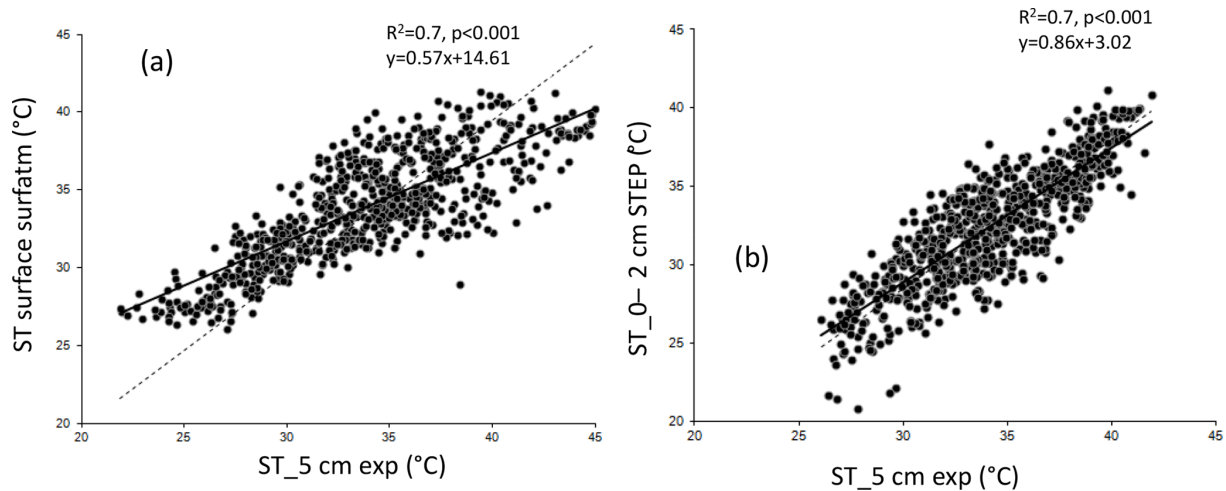 R²=0.7, p<0.001
y=0.57x+14.61
(a)
ST surface surfatm (°C)
45
40
35
30
25
20
20 25 30 35 40 45
ST_5 cm exp (°C)
R²=0.7, p<0.001
y=0.86x+3.02
(b)
ST_0– 2 cm STEP (°C)
45
40
35
30
25
20
20 25 30 35 40 45
ST_5 cm exp (°C)